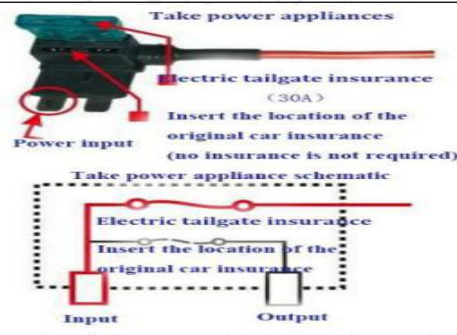 Take power appliances
Electric tailgate insurance
(30A)
Insert the location of the
original car insurance
(no insurance is not required)
Power input
Take power appliance schematic
Electric tailgate insurance
Insert the location of the
original car insurance
Input
Output